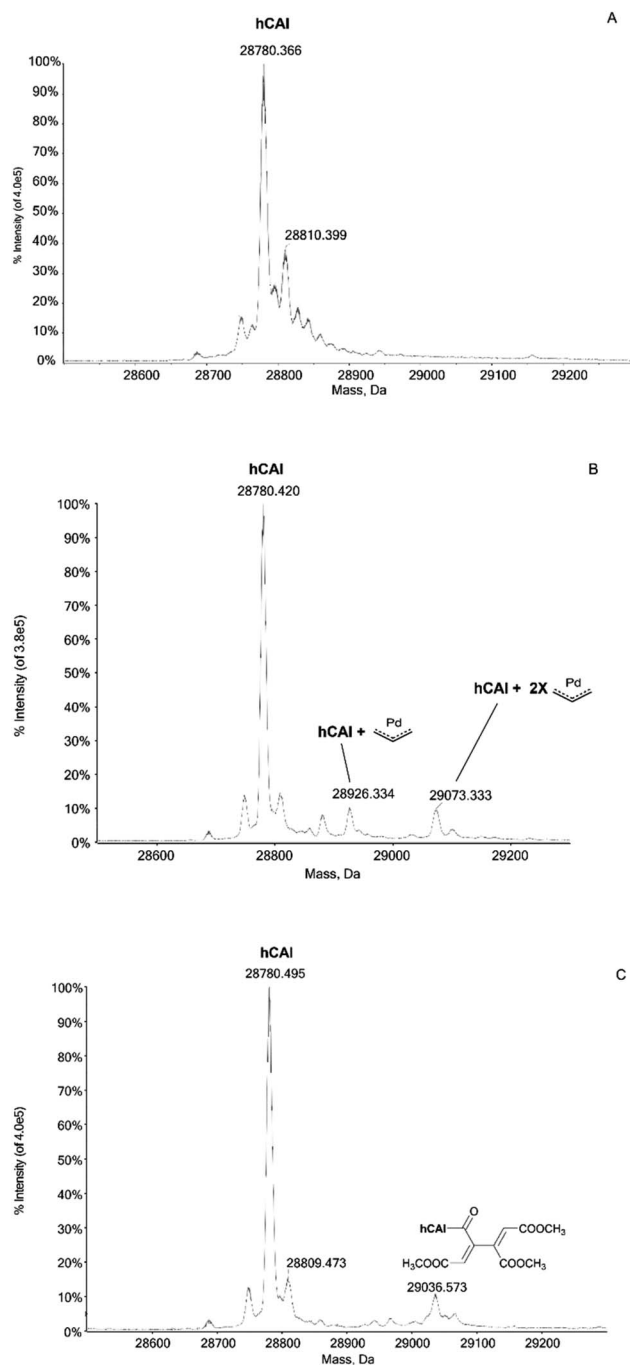 A
hCAI
28780.366
28810.399
100%
90%
80%
70%
60%
50%
40%
30%
20%
10%
0%
% Intensity (of 4.0e5)
28600 28700 28800 28900 29000 29100 29200
Mass, Da
B
hCAI
28780.420
100%
90%
80%
70%
60%
50%
40%
30%
20%
10%
0%
% Intensity (of 3.8e5)
hCAI + Pd
28926.334
hCAI + 2X Pd
29073.333
28600 28800 29000 29200
Mass, Da
C
hCAI
28780.495
100%
90%
80%
70%
60%
50%
40%
30%
20%
10%
0%
% Intensity (of 4.0e5)
28809.473
O
hCAI
COOCH3
H3COOC
COOCH3
29036.573
28600 28700 28800 28900 29000 29100 29200
Mass, Da